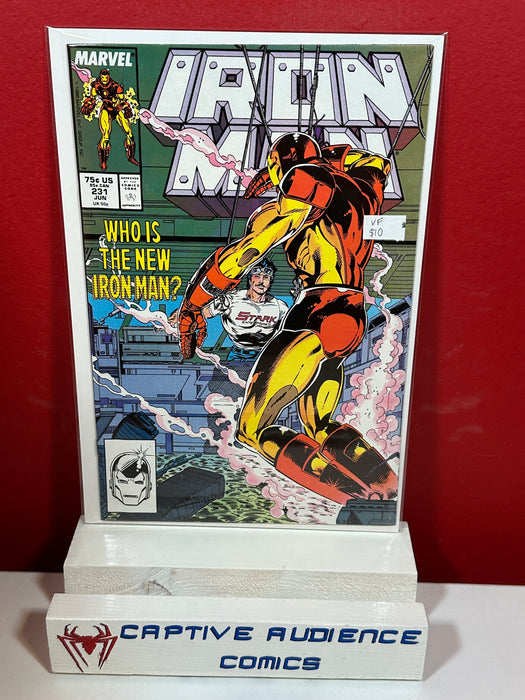 MARVEL
IRON
MAN
75¢ US
95¢ CAN
231
JUN
UK 50p
APPROVED
BY THE
COMICS
CODE
AUTHORITY
WHO IS
THE NEW
IRON MAN?
VF
$10
STARK
CAPTIVE AUDIENCE
COMICS